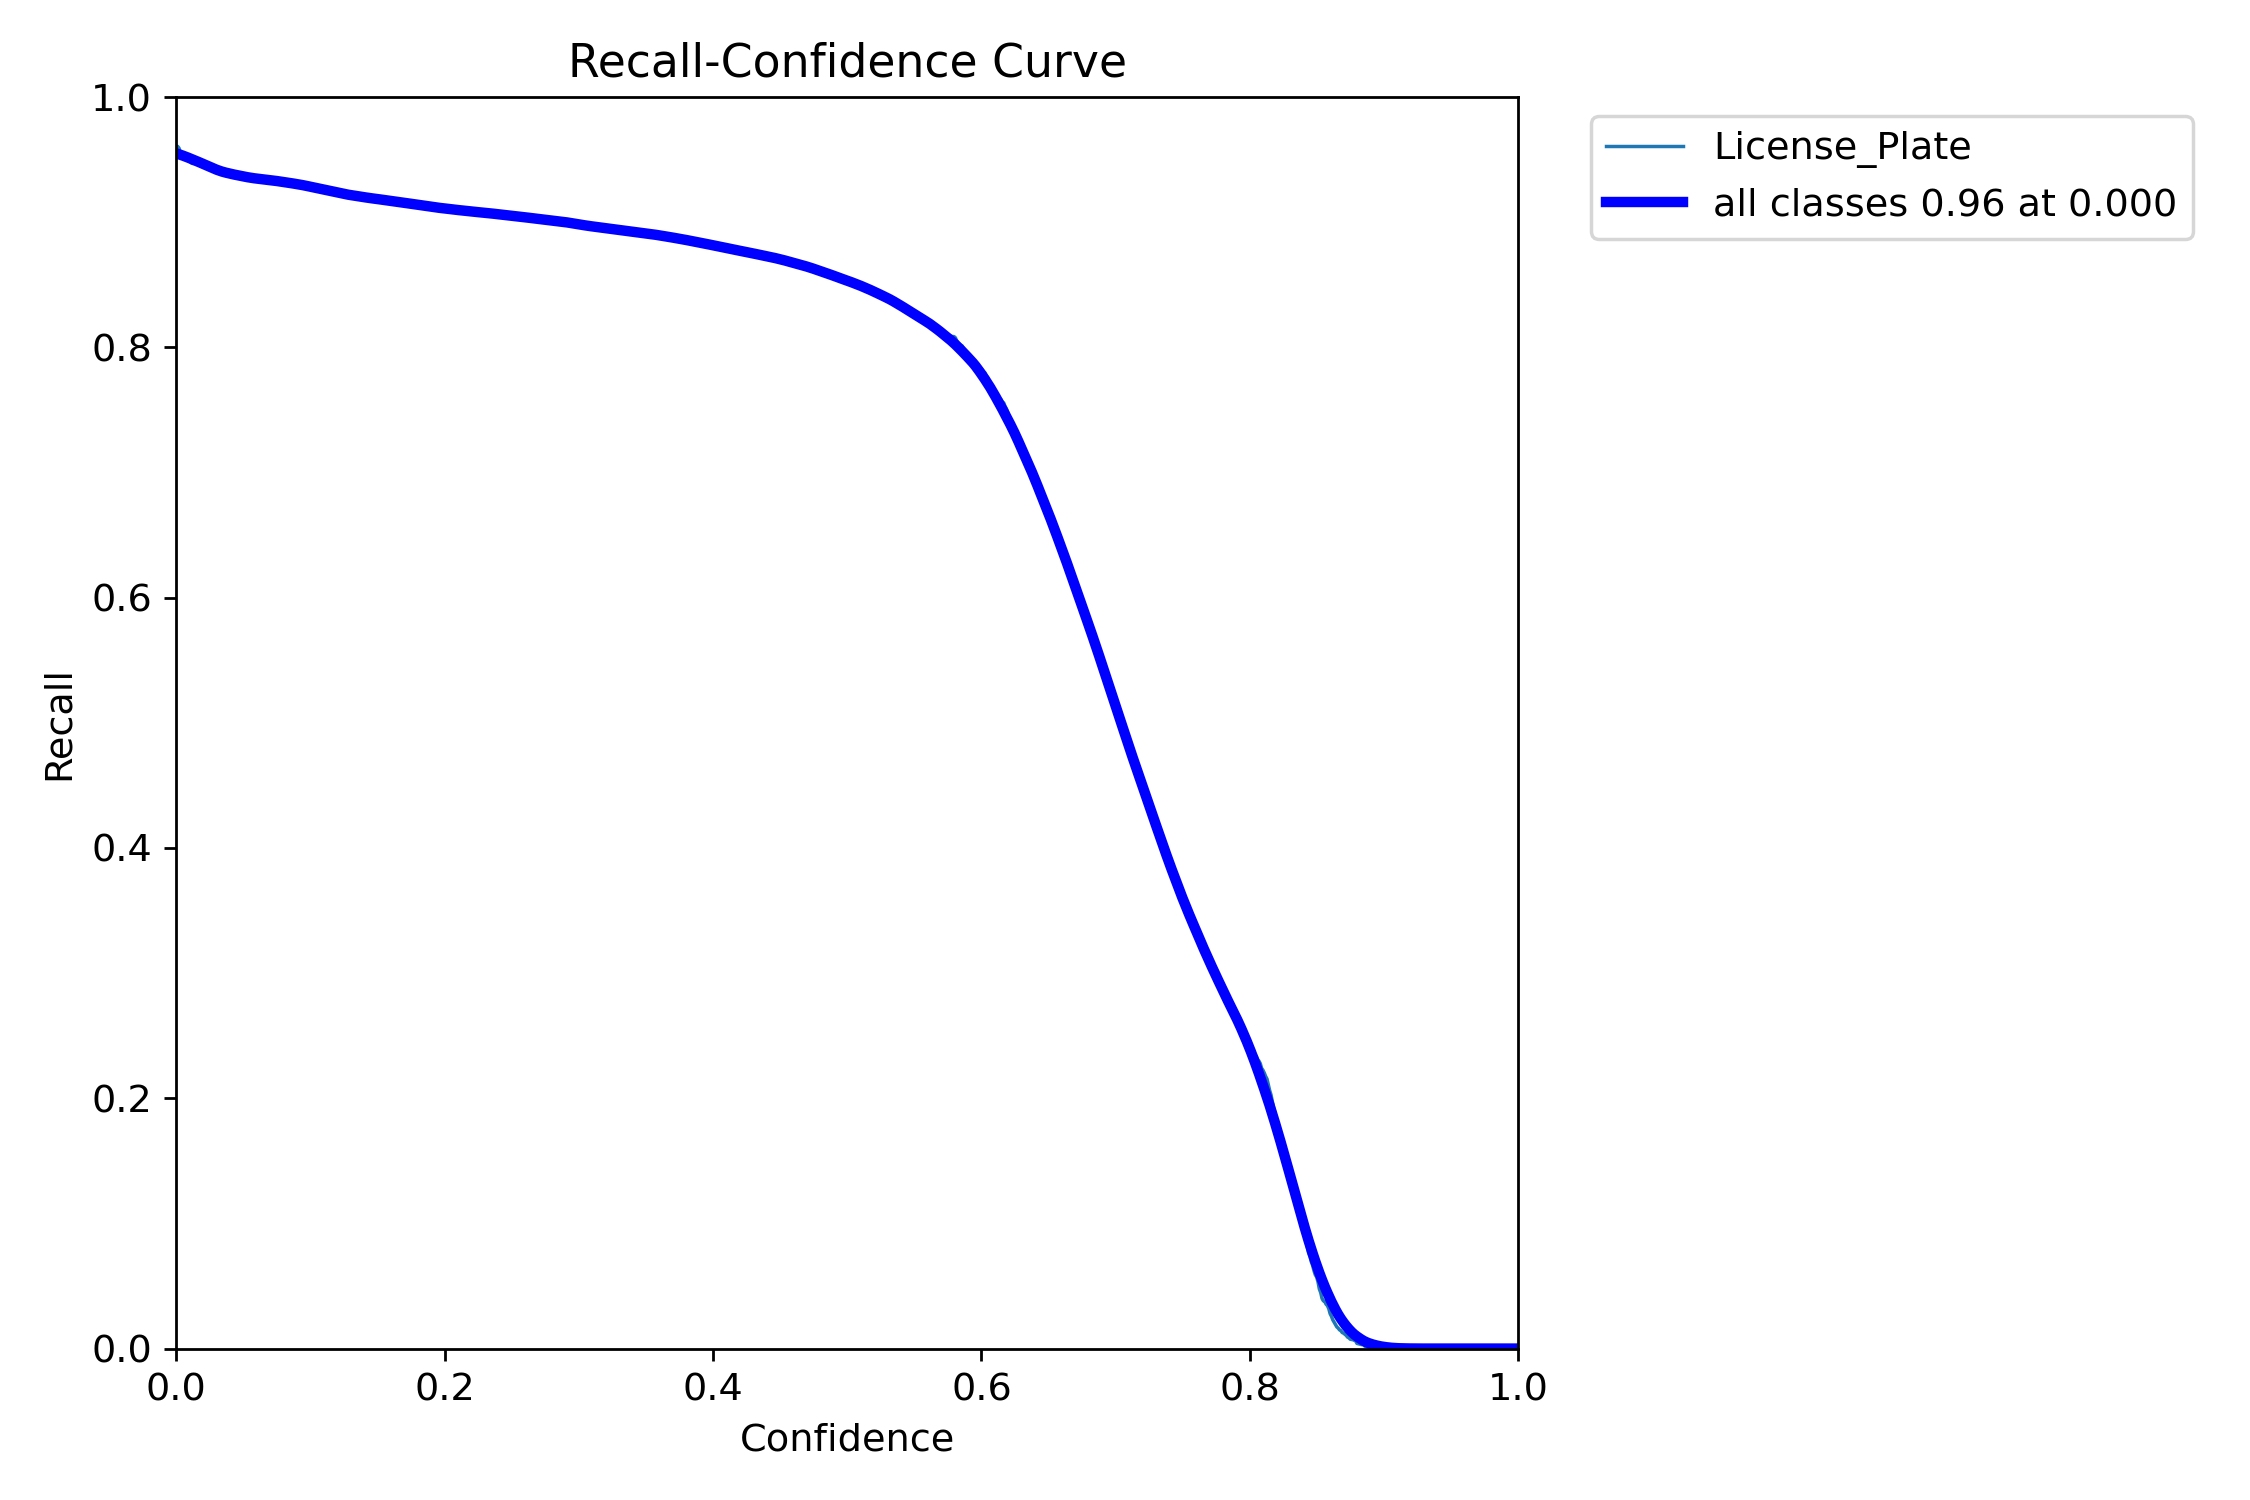 Recall-Confidence Curve
1.0
0.8
0.6
0.4
0.2
0.0
Recall
0.0 0.2 0.4 0.6 0.8 1.0
Confidence
License_Plate
all classes 0.96 at 0.000